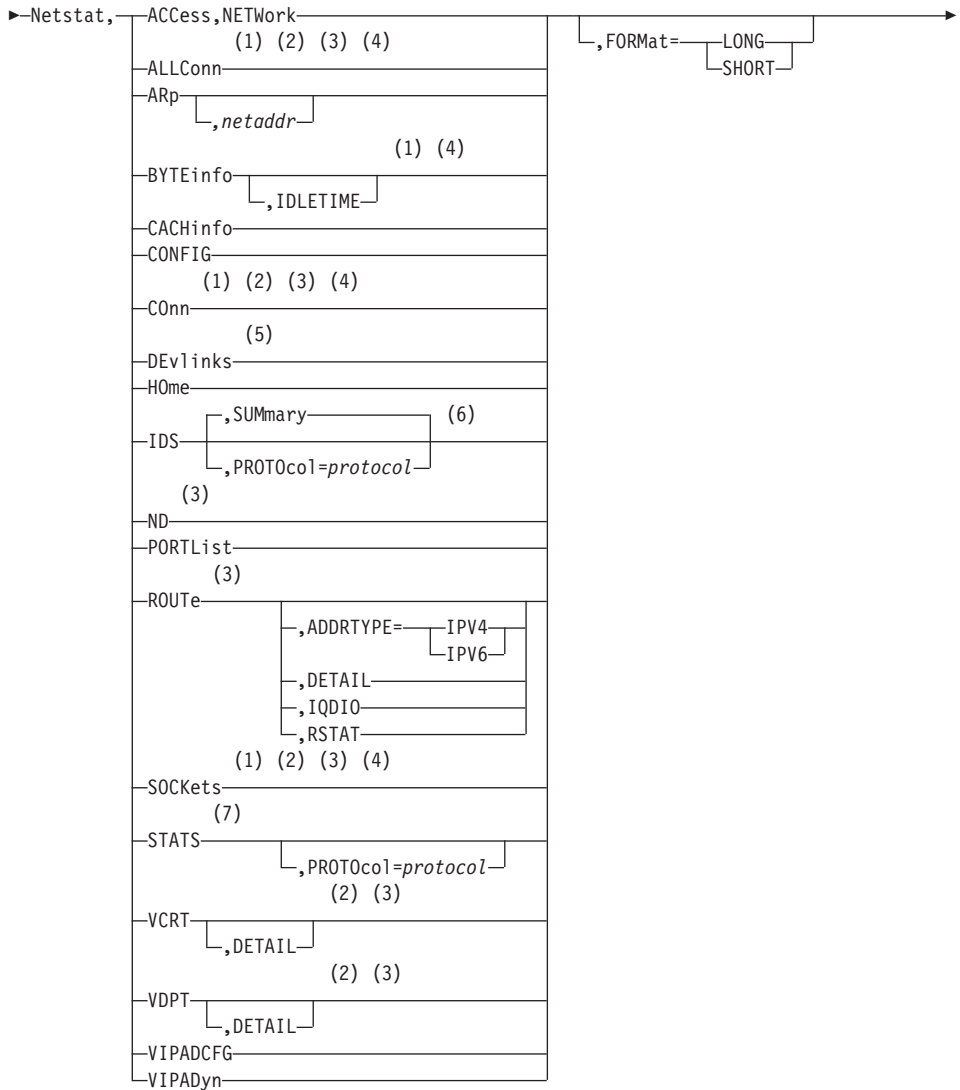 Netstat, ACCess,NETWork
,FORMat= LONG
SHORT
(1) (2) (3) (4)
ALLConn
ARp
,netaddr
(1) (4)
BYTEinfo
,IDLETIME
CACHinfo
CONFIG
(1) (2) (3) (4)
COnn
(5)
DEvlinks
HOme
,SUMmary (6)
IDS
,PROTOcol=protocol
(3)
ND
PORTList
(3)
ROUTe
,ADDRTYPE= IPV4
IPV6
,DETAIL
,IQDIO
,RSTAT
(1) (2) (3) (4)
SOCKets
(7)
STATS
,PROTOcol=protocol
(2) (3)
VCRT
,DETAIL
(2) (3)
VDPT
,DETAIL
VIPADCFG
VIPADyn